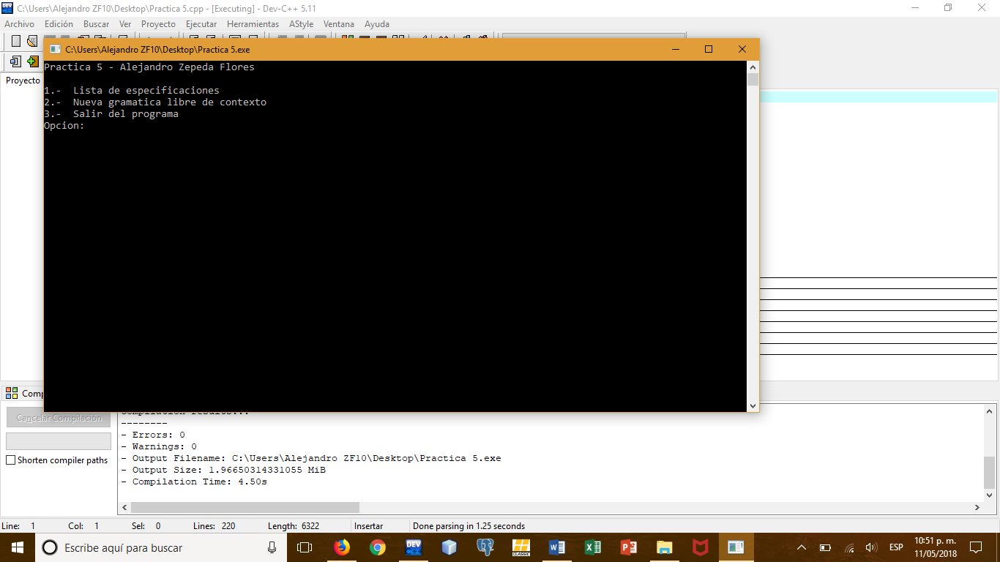 C:\Users\Alejandro ZF10\Desktop\Practica 5.cpp - [Executing] - Dev-C++ 5.11
Archivo Edición Buscar Ver Proyecto Ejecutar Herramientas AStyle Ventana Ayuda
C:\Users\Alejandro ZF10\Desktop\Practica 5.exe
Proyecto
Practica 5 - Alejandro Zepeda Flores
1.- Lista de especificaciones
2.- Nueva gramatica libre de contexto
3.- Salir del programa
Opcion:
Cancelar Compilación
Shorten compiler paths
Compilation results...
--------
- Errors: 0
- Warnings: 0
- Output Filename: C:\Users\Alejandro ZF10\Desktop\Practica 5.exe
- Output Size: 1.96650314331055 MiB
- Compilation Time: 4.50s
Line: 1 Col: 1 Sel: 0 Lines: 220 Length: 6322 Insertar Done parsing in 1.25 seconds
Escribe aquí para buscar
DEV
CLASSIC
ESP
10:51 p. m.
11/05/2018